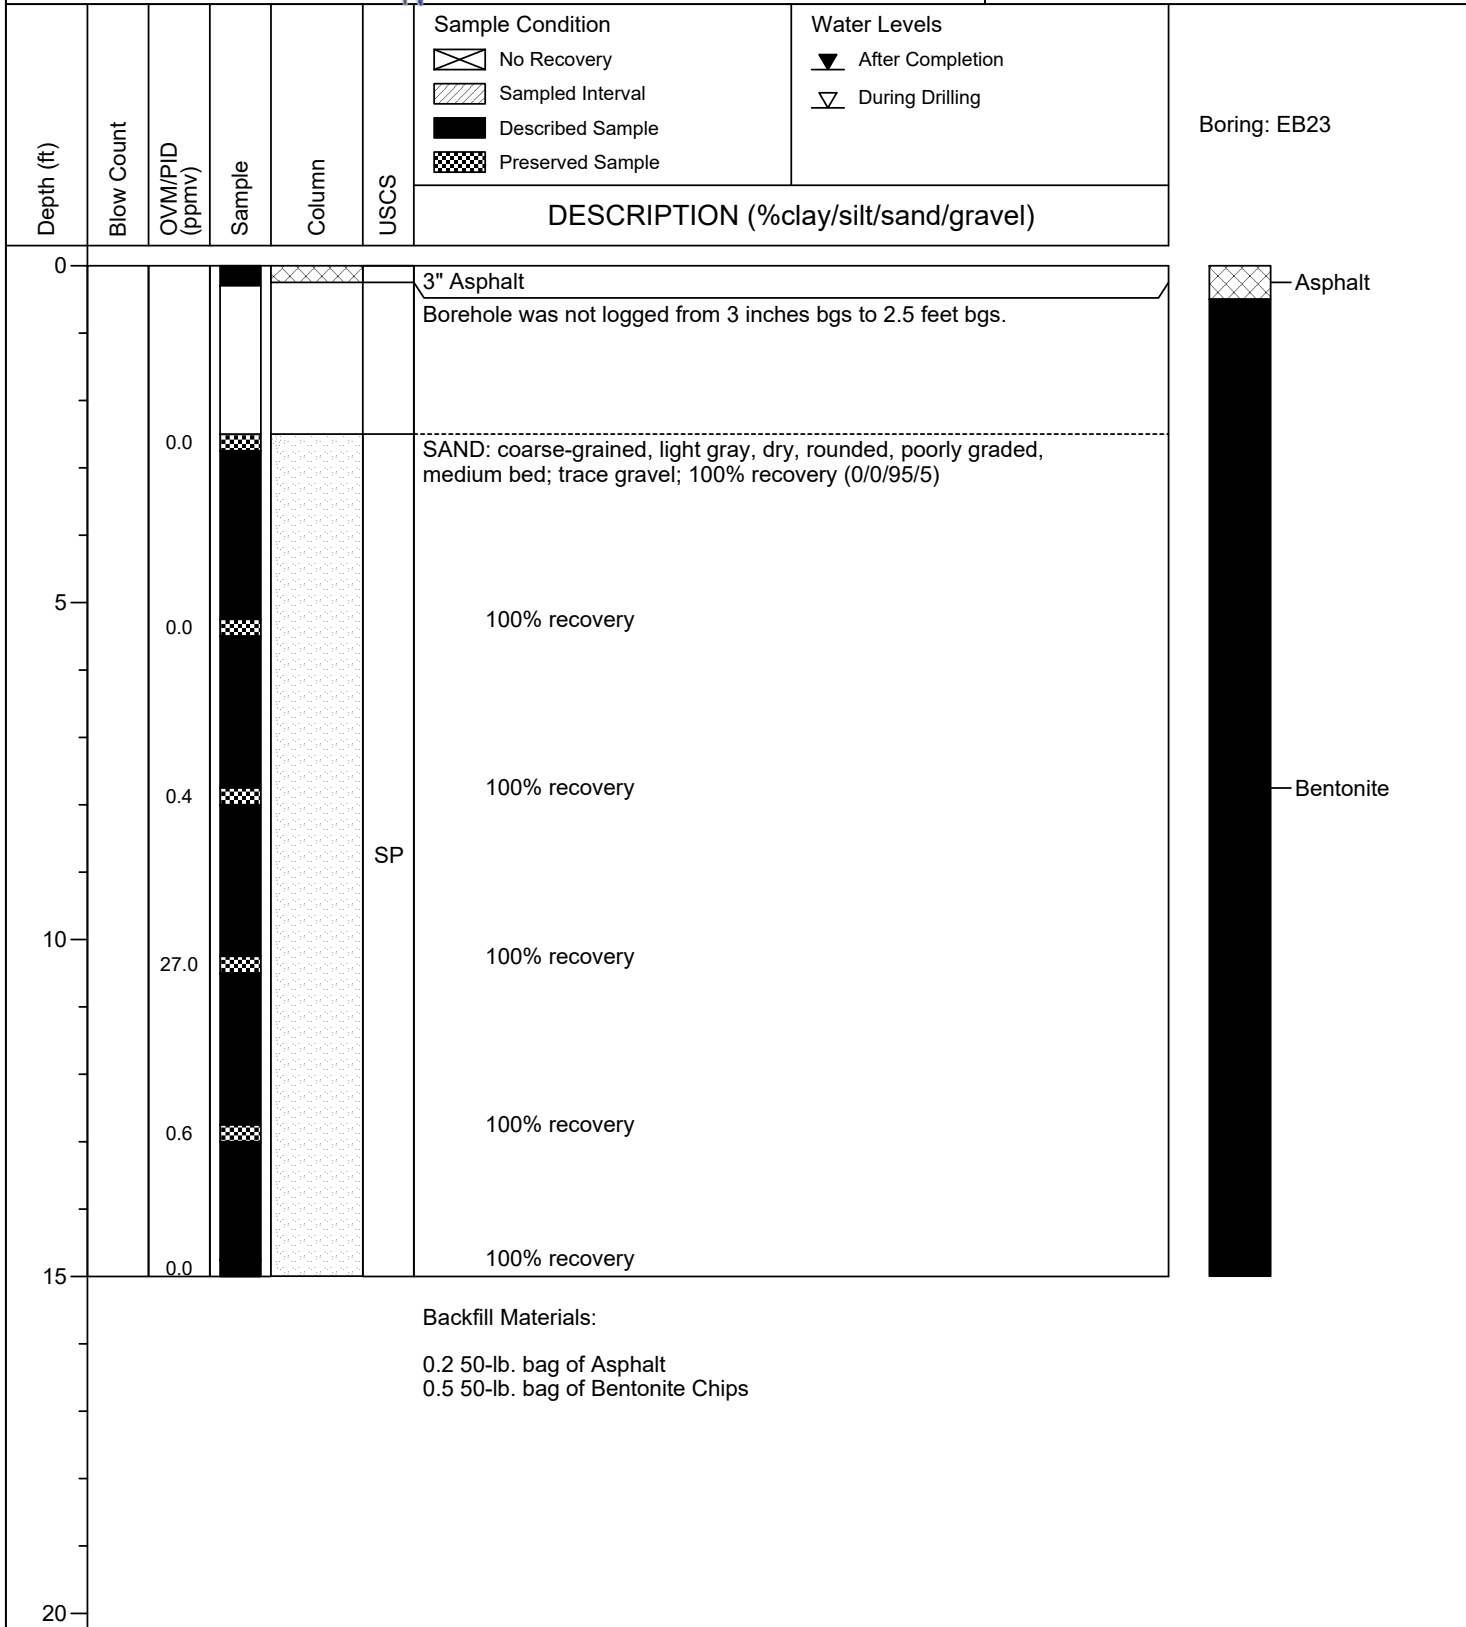 Sample Condition
No Recovery
Sampled Interval
Described Sample
Preserved Sample
Water Levels
After Completion
During Drilling
Boring: EB23
Depth (ft)
Blow Count
OVM/PID
(ppmv)
Sample
Column
USCS
DESCRIPTION (%clay/silt/sand/gravel)
0
3" Asphalt
Asphalt
Borehole was not logged from 3 inches bgs to 2.5 feet bgs.
0.0
SAND: coarse-grained, light gray, dry, rounded, poorly graded,
medium bed; trace gravel; 100% recovery (0/0/95/5)
5
0.0
100% recovery
0.4
100% recovery
Bentonite
SP
10
27.0
100% recovery
0.6
100% recovery
0.0
100% recovery
15
Backfill Materials:
0.2 50-lb. bag of Asphalt
0.5 50-lb. bag of Bentonite Chips
20